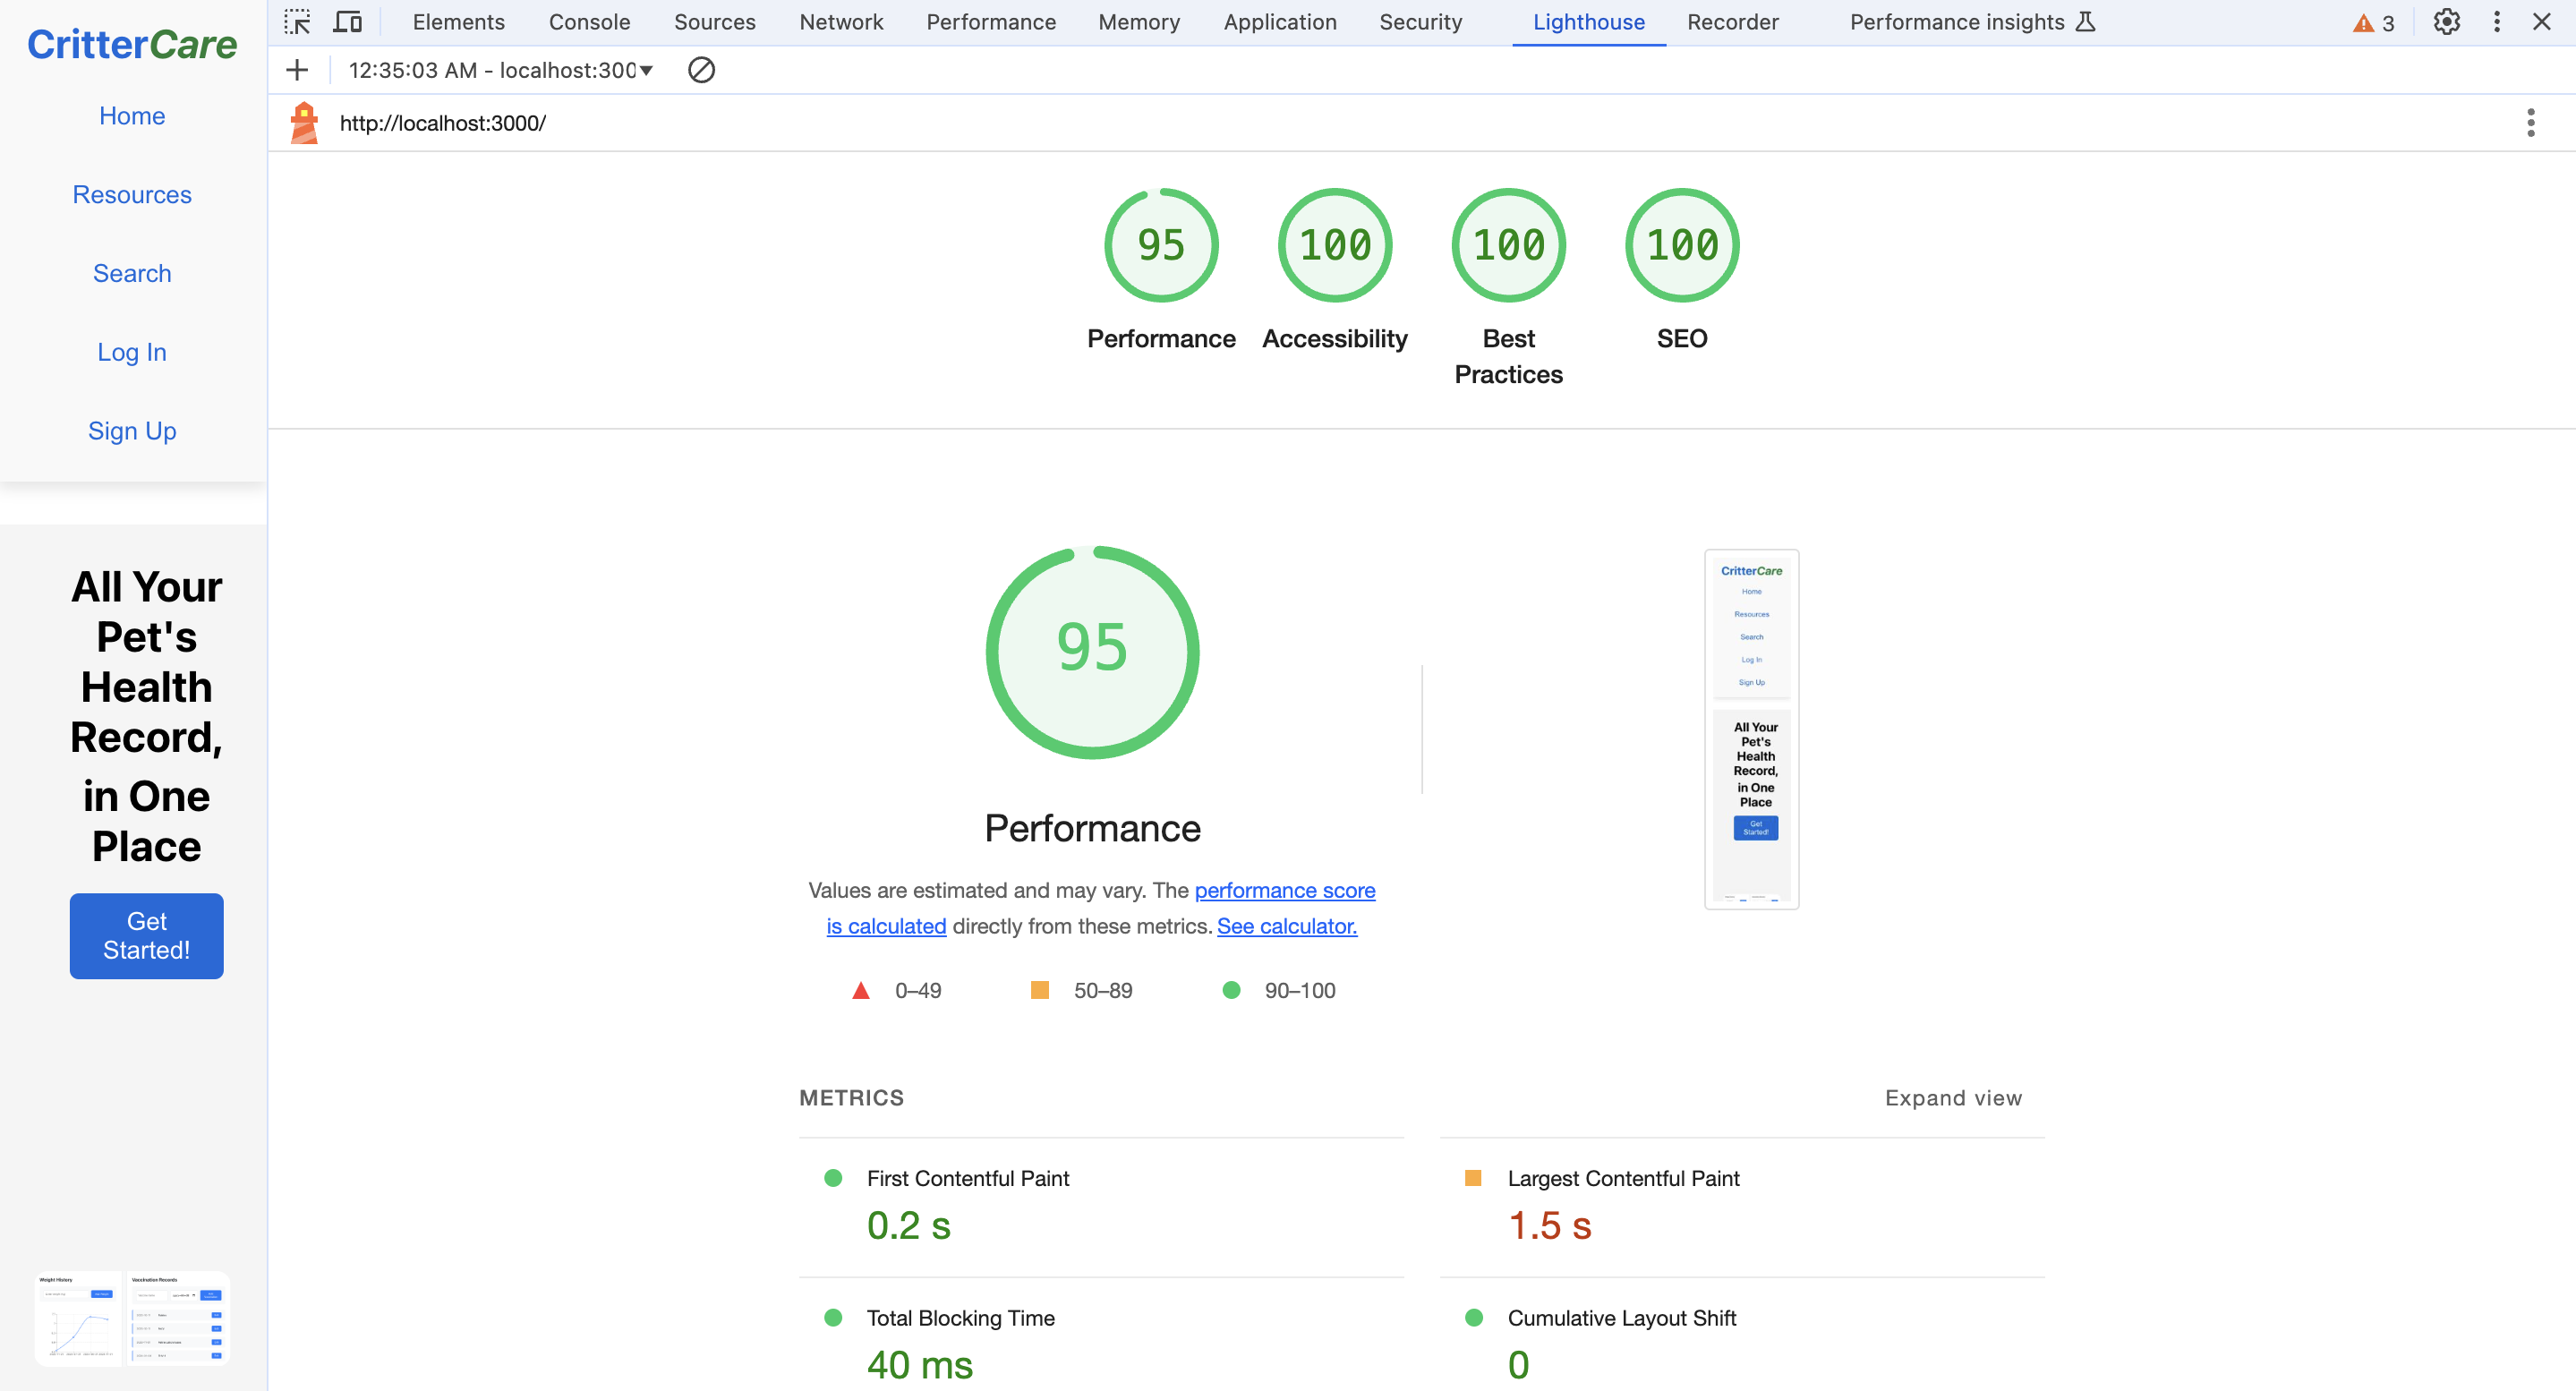 CritterCare
Home
Resources
Search
Log In
Sign Up
All Your
Pet's
Health
Record,
in One
Place
Get
Started!
Weight History
Vaccination Records
Elements Console Sources Network Performance Memory Application Security Lighthouse Recorder Performance insights 3
12:35:03 AM - localhost:300
http://localhost:3000/
95 100 100 100
Performance Accessibility Best SEO
Practices
95
Performance
Values are estimated and may vary. The performance score
is calculated directly from these metrics. See calculator.
0–49 50–89 90–100
CritterCare
Home
Resources
Search
Log In
Sign Up
All Your
Pet's
Health
Record,
in One
Place
Get
Started!
METRICS Expand view
First Contentful Paint
0.2 s
Largest Contentful Paint
1.5 s
Total Blocking Time
40 ms
Cumulative Layout Shift
0